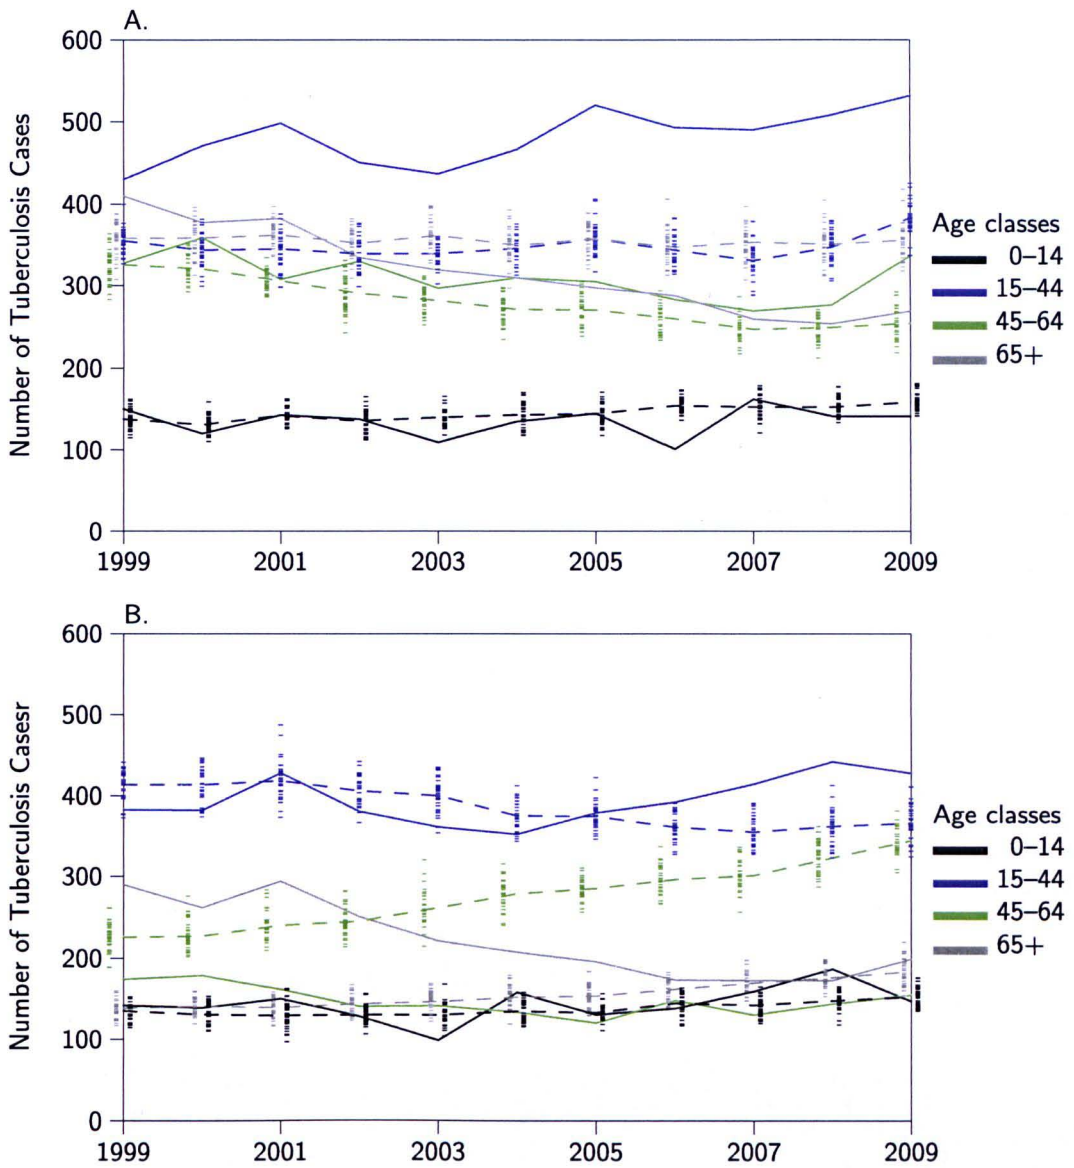 A.
600
500
400
300
200
100
0
Number of Tuberculosis Cases
1999 2001 2003 2005 2007 2009
Age classes
0–14
15–44
45–64
65+
B.
600
500
400
300
200
100
0
Number of Tuberculosis Casesr
1999 2001 2003 2005 2007 2009
Age classes
0–14
15–44
45–64
65+